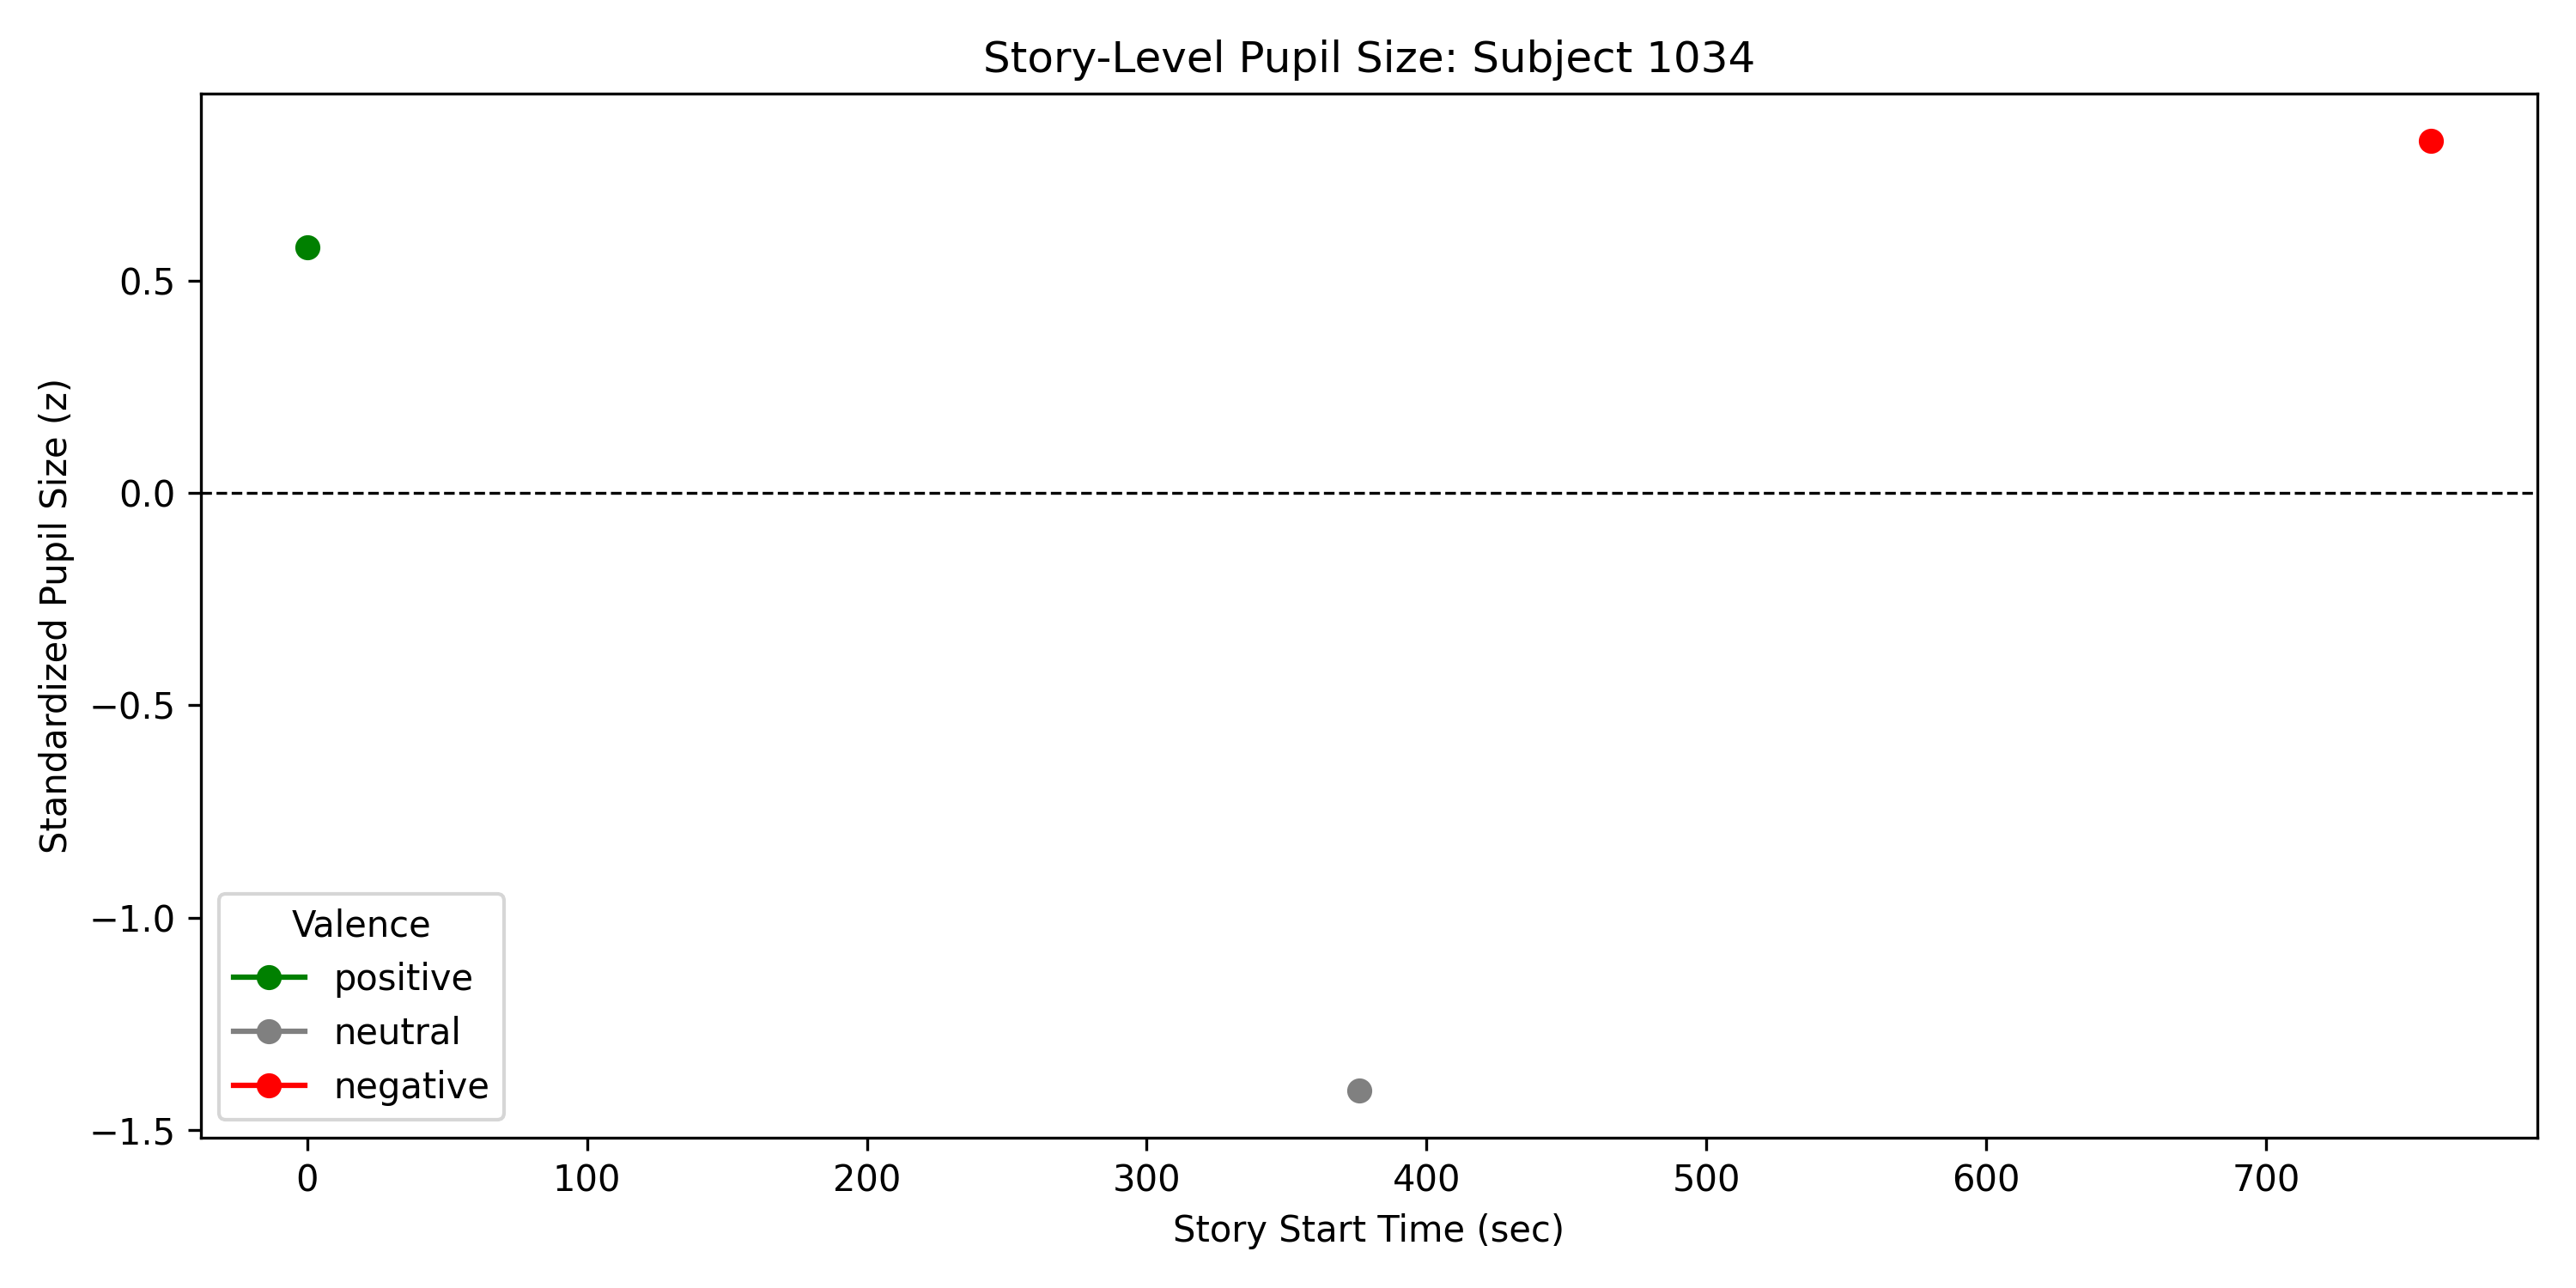 Story-Level Pupil Size: Subject 1034
Standardized Pupil Size (z)
0.5
0.0
−0.5
−1.0
−1.5
Valence
positive
neutral
negative
0 100 200 300 400 500 600 700
Story Start Time (sec)